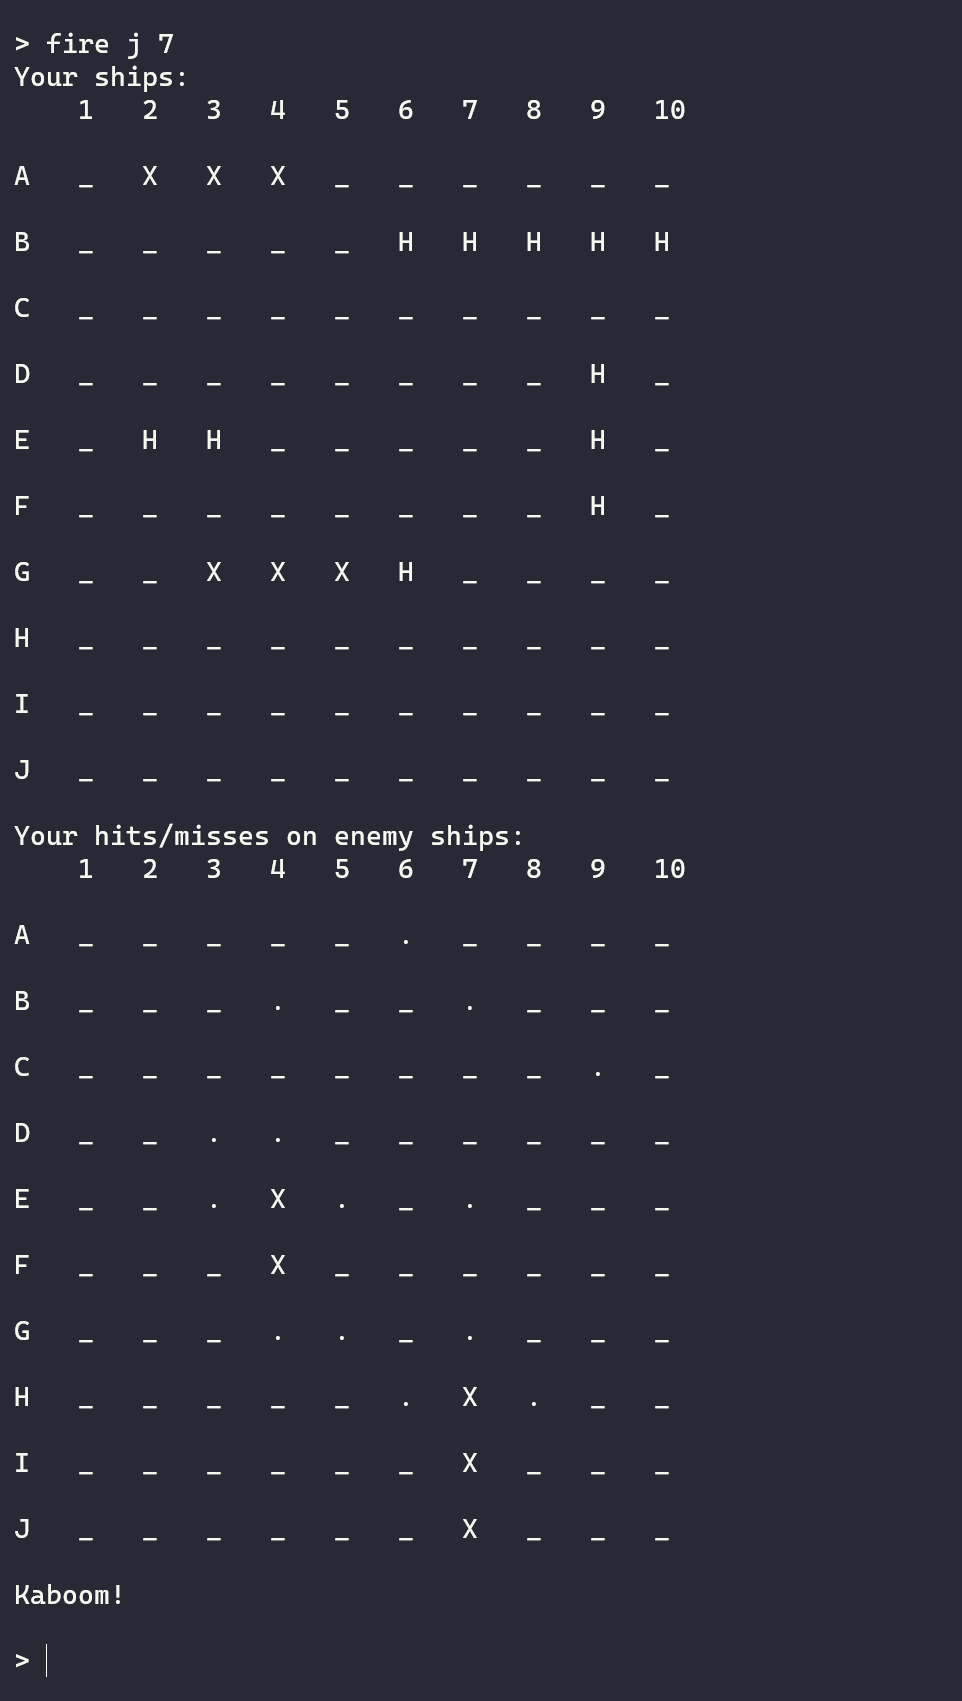 > fire j 7
Your ships:
    1   2   3   4   5   6   7   8   9   10
A   _   X   X   X   _   _   _   _   _   _
B   _   _   _   _   _   H   H   H   H   H
C   _   _   _   _   _   _   _   _   _   _
D   _   _   _   _   _   _   _   _   H   _
E   _   H   H   _   _   _   _   _   H   _
F   _   _   _   _   _   _   _   _   H   _
G   _   _   X   X   X   H   _   _   _   _
H   _   _   _   _   _   _   _   _   _   _
I   _   _   _   _   _   _   _   _   _   _
J   _   _   _   _   _   _   _   _   _   _
Your hits/misses on enemy ships:
    1   2   3   4   5   6   7   8   9   10
A   _   _   _   _   _   .   _   _   _   _
B   _   _   _   .   _   _   .   _   _   _
C   _   _   _   _   _   _   _   _   .   _
D   _   _   .   .   _   _   _   _   _   _
E   _   _   .   X   .   _   .   _   _   _
F   _   _   _   X   _   _   _   _   _   _
G   _   _   _   .   .   _   .   _   _   _
H   _   _   _   _   _   .   X   .   _   _
I   _   _   _   _   _   _   X   _   _   _
J   _   _   _   _   _   _   X   _   _   _
Kaboom!
>